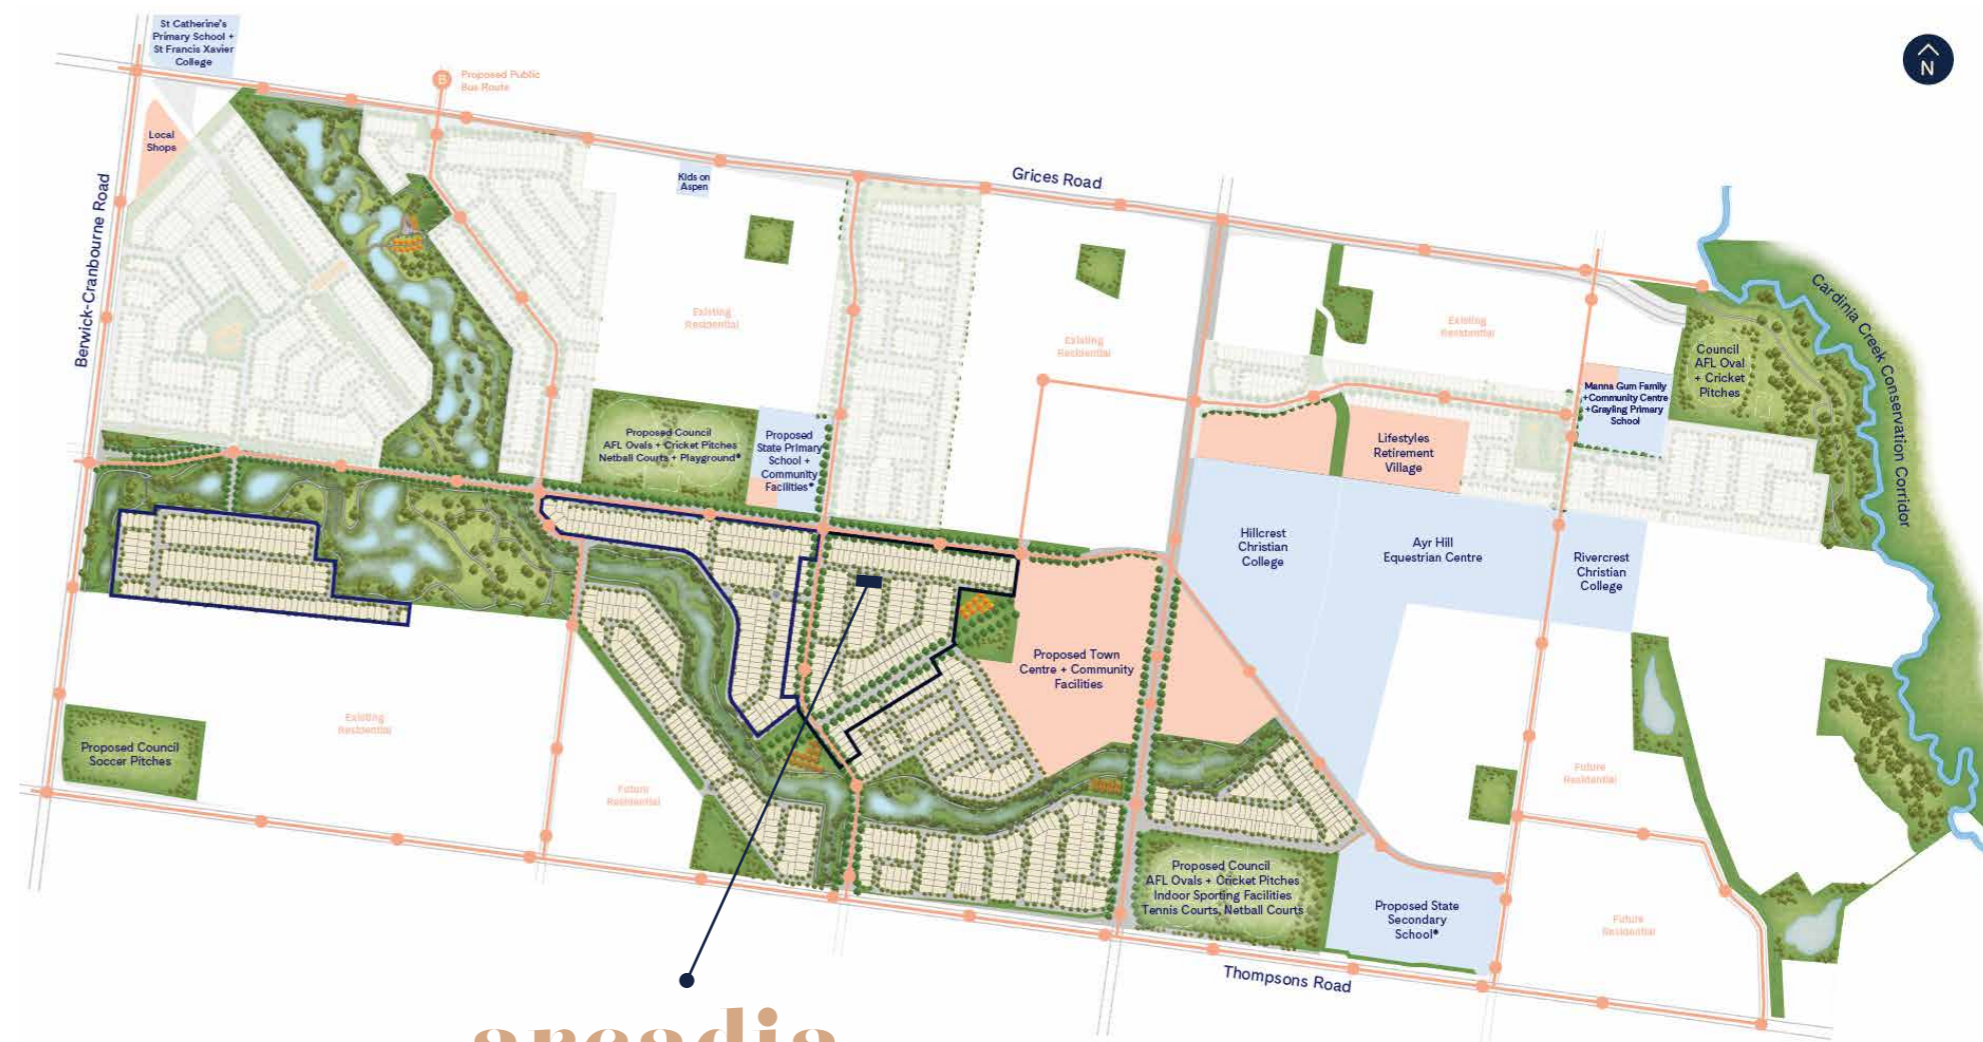 St Catherine's
Primary School +
St Francis Xavier
College
N
B
Proposed Public
Bus Route
Local
Shops
Berwick-Cranbourne Road
Grices Road
Kids on
Aspen
Existing
Residential
Existing
Residential
Existing
Residential
Cardinia Creek Conservation Corridor
Council
AFL Oval
+ Cricket
Pitches
Manna Gum Family
+Community Centre
+Grayling Primary
School
Lifestyles
Retirement
Village
Proposed Council
AFL Ovals + Cricket Pitches
Netball Courts + Playground*
Proposed
State Primary
School +
Community
Facilities*
Hillcrest
Christian
College
Ayr Hill
Equestrian Centre
Rivercrest
Christian
College
Proposed Town
Centre + Community
Facilities
Existing
Residential
Proposed Council
Soccer Pitches
Future
Residential
Future
Residential
Proposed Council
AFL Ovals + Cricket Pitches
Indoor Sporting Facilities
Tennis Courts, Netball Courts
Proposed State
Secondary
School*
Future
Residential
Thompsons Road
arcadia